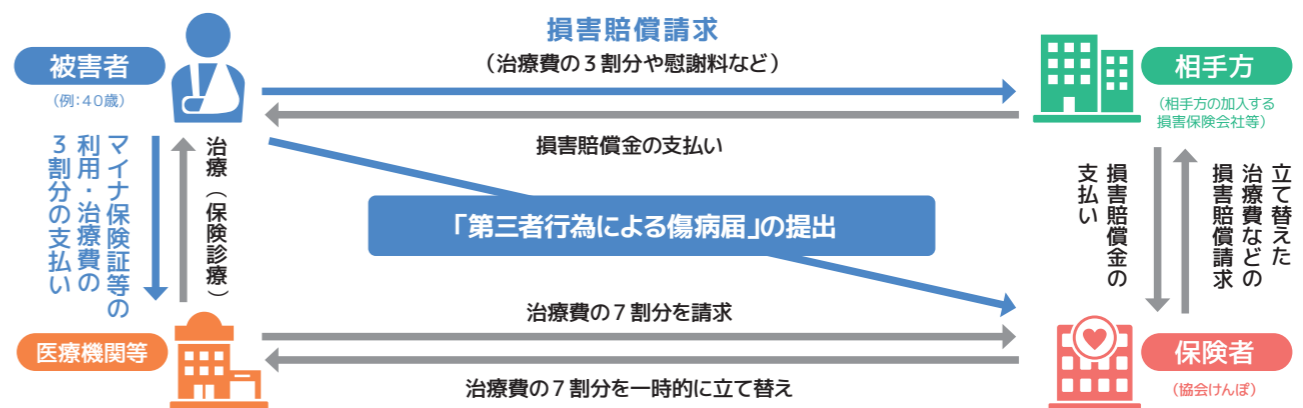 損害賠償請求
（治療費の３割分や慰謝料など）
被害者
（例：40歳）
相手方
（相手方の加入する
損害保険会社等）
損害賠償金の支払い
マイナ保険証等の
利用・治療費の
３割分の支払い
治療（保険診療）
「第三者行為による傷病届」の提出
損害賠償金の
支払い
立て替えた
治療費などの
損害賠償請求
治療費の７割分を請求
医療機関等
保険者
（協会けんぽ）
治療費の７割分を一時的に立て替え